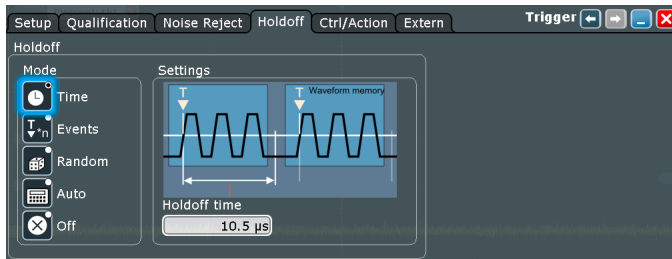 Setup Qualification Noise Reject Holdoff Ctrl/Action Extern Trigger
Holdoff
Mode
Settings
Time
T
T
Waveform memory
T
*n
Events
Random
Auto
Off
Holdoff time
10.5 µs